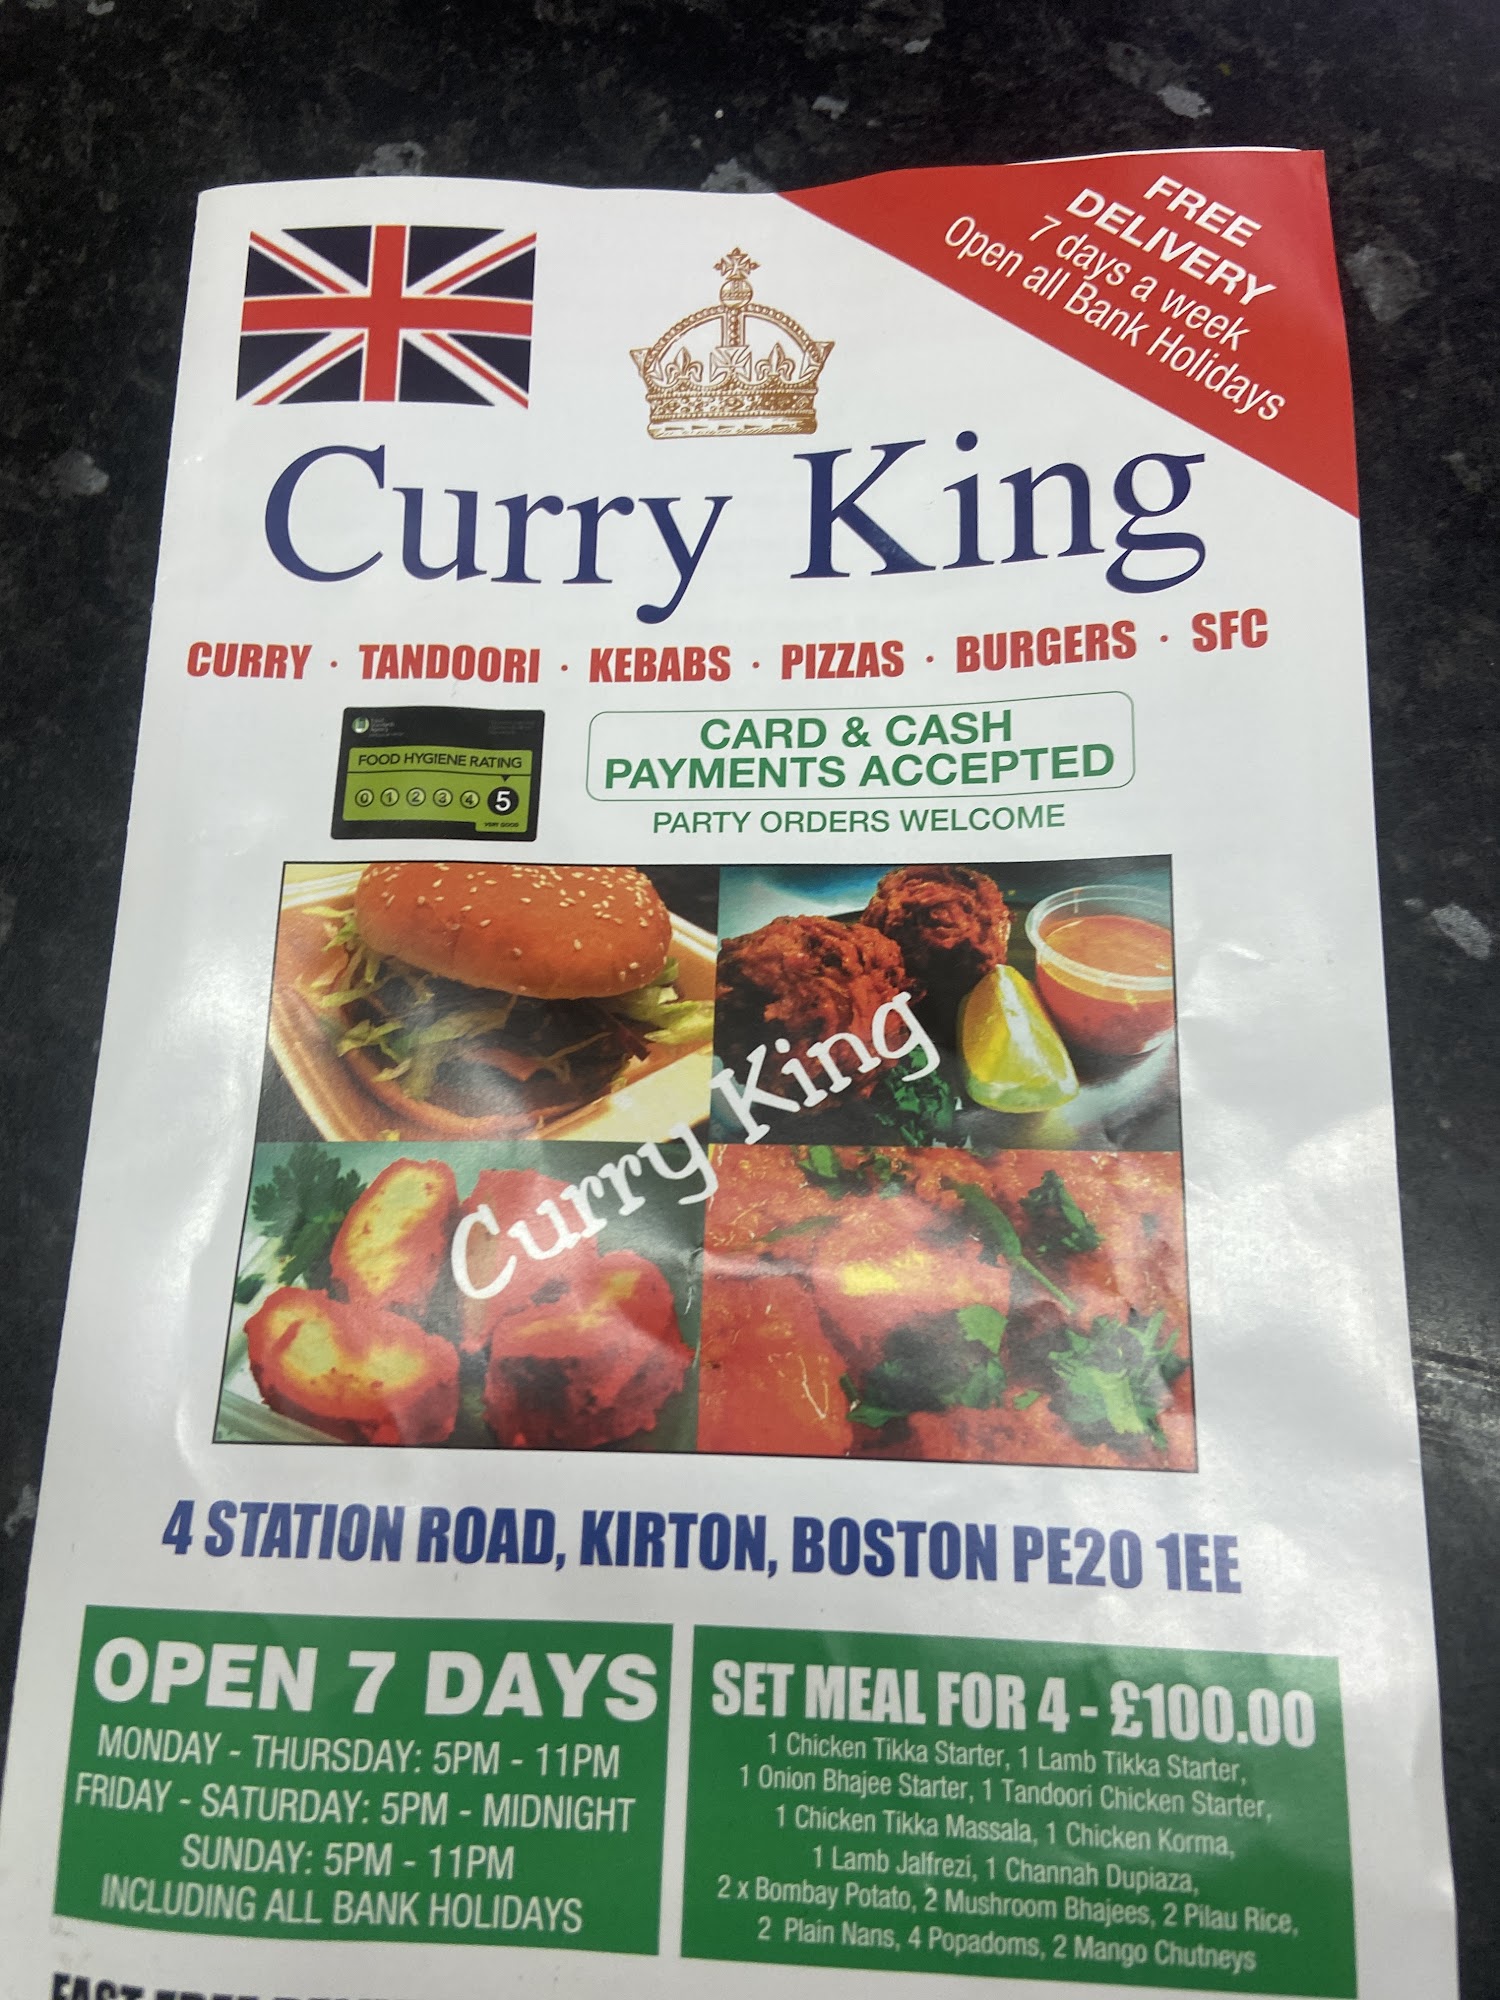 FREE
DELIVERY
7 days a week
Open all Bank Holidays
Curry King
CURRY · TANDOORI · KEBABS · PIZZAS · BURGERS · SFC
FOOD HYGIENE RATING
0 1 2 3 4 5
VERY GOOD
CARD & CASH
PAYMENTS ACCEPTED
PARTY ORDERS WELCOME
Curry King
4 STATION ROAD, KIRTON, BOSTON PE20 1EE
OPEN 7 DAYS
MONDAY - THURSDAY: 5PM - 11PM
FRIDAY - SATURDAY: 5PM - MIDNIGHT
SUNDAY: 5PM - 11PM
INCLUDING ALL BANK HOLIDAYS
SET MEAL FOR 4 - £100.00
1 Chicken Tikka Starter, 1 Lamb Tikka Starter,
1 Onion Bhajee Starter, 1 Tandoori Chicken Starter,
1 Chicken Tikka Massala, 1 Chicken Korma,
1 Lamb Jalfrezi, 1 Channah Dupiaza,
2 x Bombay Potato, 2 Mushroom Bhajees, 2 Pilau Rice,
2 Plain Nans, 4 Popadoms, 2 Mango Chutneys